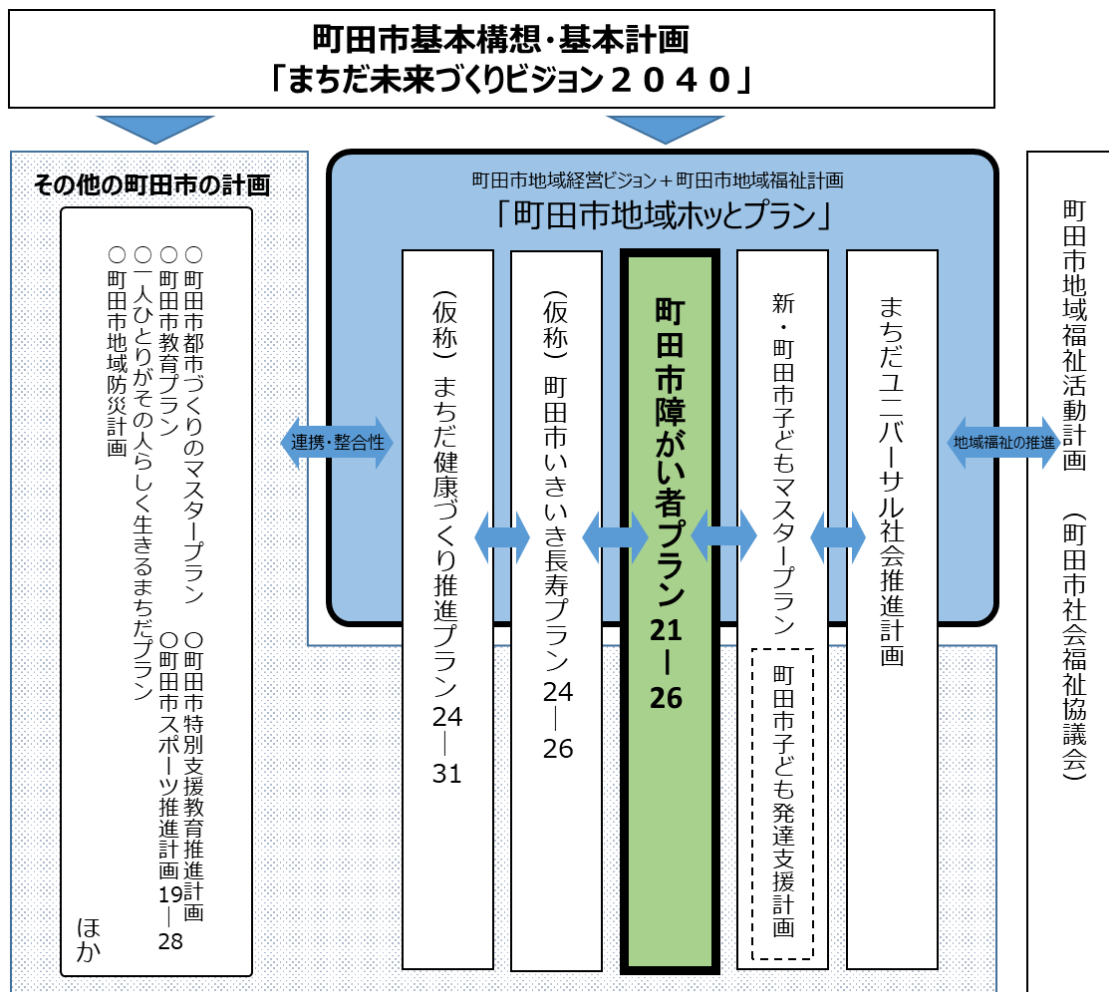 町田市基本構想・基本計画
「まちだ未来づくりビジョン２０４０」
その他の町田市の計画
〇 町田市都市づくりのマスタープラン　〇町田市特別支援教育推進計画
〇 町田市教育プラン　〇町田市スポーツ推進計画19―28
〇一人ひとりがその人らしく生きるまちだプラン
〇 町田市地域防災計画
ほか
連携・整合性
町田市地域経営ビジョン＋町田市地域福祉計画
「町田市地域ホッとプラン」
（仮称）まちだ健康づくり推進プラン24―31
（仮称）町田市いきいき長寿プラン24―26
町田市障がい者プラン21―26
新・町田市子どもマスタープラン
町田市子ども発達支援計画
まちだユニバーサル社会推進計画
地域福祉の推進
町田市地域福祉活動計画　（町田市社会福祉協議会）